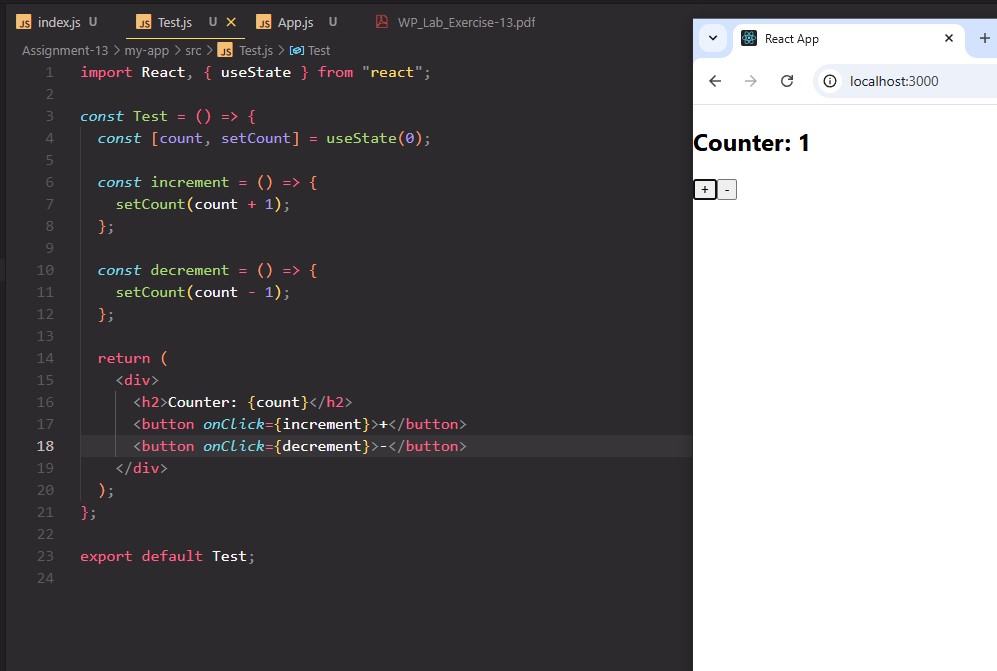 JS index.js U JS Test.js U × JS App.js U WP_Lab_Exercise-13.pdf
Assignment-13 > my-app > src > JS Test.js > Test
1 import React, { useState } from "react";
2
3 const Test = () => {
4   const [count, setCount] = useState(0);
5
6   const increment = () => {
7     setCount(count + 1);
8   };
9
10   const decrement = () => {
11     setCount(count - 1);
12   };
13
14   return (
15     <div>
16       <h2>Counter: {count}</h2>
17       <button onClick={increment}>+</button>
18       <button onClick={decrement}>-</button>
19     </div>
20   );
21 };
22
23 export default Test;
24
React App
localhost:3000
Counter: 1
+ -